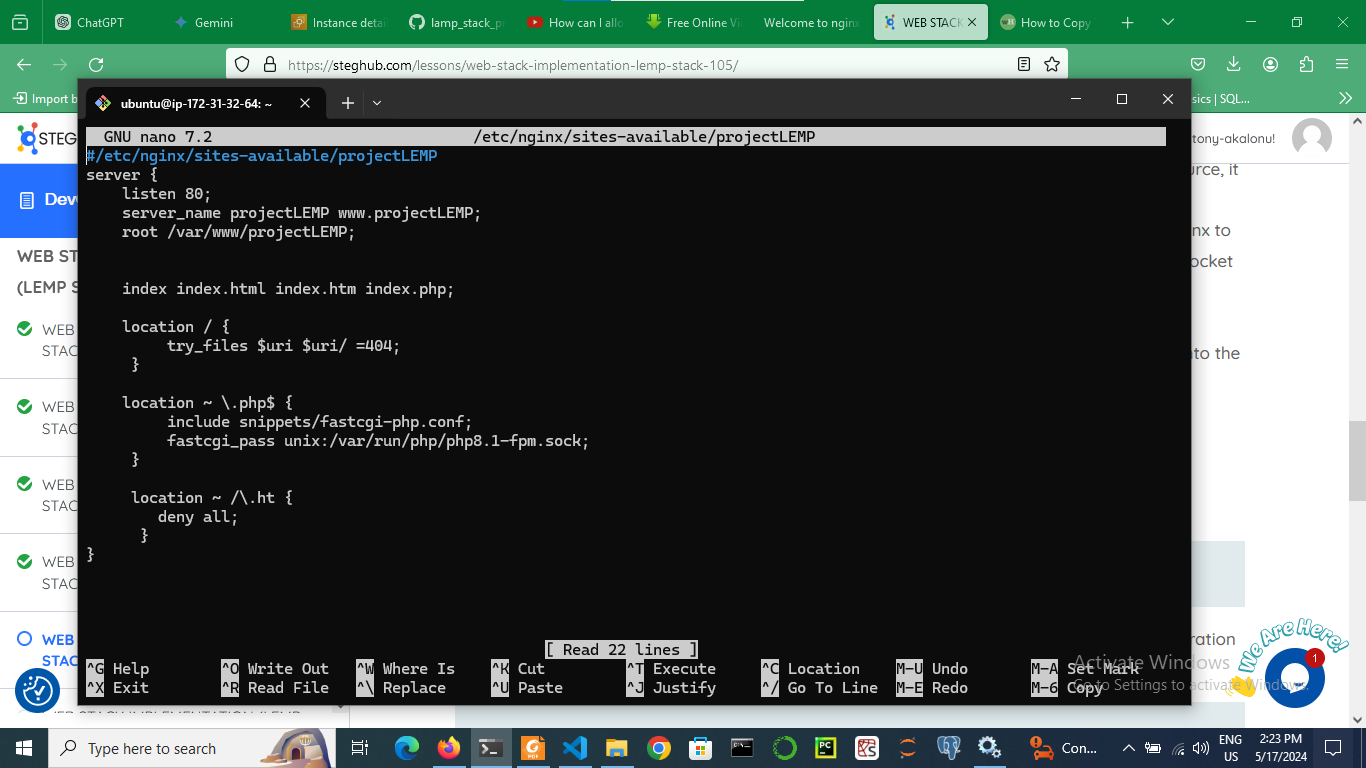 ChatGPT
Gemini
Instance detai
lamp_stack_pr
How can I allo
Free Online Vi
Welcome to nginx
WEB STACK
How to Copy
https://steghub.com/lessons/web-stack-implementation-lemp-stack-105/
Import b
sics | SQL...
ubuntu@ip-172-31-32-64: ~
GNU nano 7.2 /etc/nginx/sites-available/projectLEMP
#/etc/nginx/sites-available/projectLEMP
server {
listen 80;
server_name projectLEMP www.projectLEMP;
root /var/www/projectLEMP;
index index.html index.htm index.php;
location / {
try_files $uri $uri/ =404;
}
location ~ \.php$ {
include snippets/fastcgi-php.conf;
fastcgi_pass unix:/var/run/php/php8.1-fpm.sock;
}
location ~ /\.ht {
deny all;
}
}
[ Read 22 lines ]
^G Help ^O Write Out ^W Where Is ^K Cut ^T Execute ^C Location M-U Undo M-A Set Mark
^X Exit ^R Read File ^\ Replace ^U Paste ^J Justify ^/ Go To Line M-E Redo M-6 Copy
STEG
Dev
WEB ST
(LEMP S
WEB
STAC
WEB
STAC
WEB
STAC
WEB
STAC
WEB
STAC
tony-akalonu!
urce, it
nx to
ocket
nto the
ration
We Are Here!
1
Activate Windows
Go to Settings to activate Windows.
Type here to search
Con...
ENG
US
2:23 PM
5/17/2024